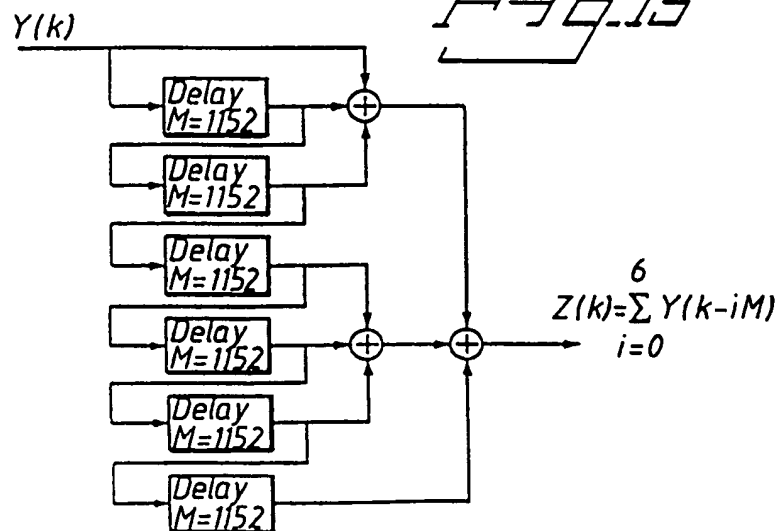 Y(k)
Delay
M=1152
Delay
M=1152
Delay
M=1152
Delay
M=1152
Delay
M=1152
Delay
M=1152
6
Z(k)=Σ Y(k-iM)
i=0